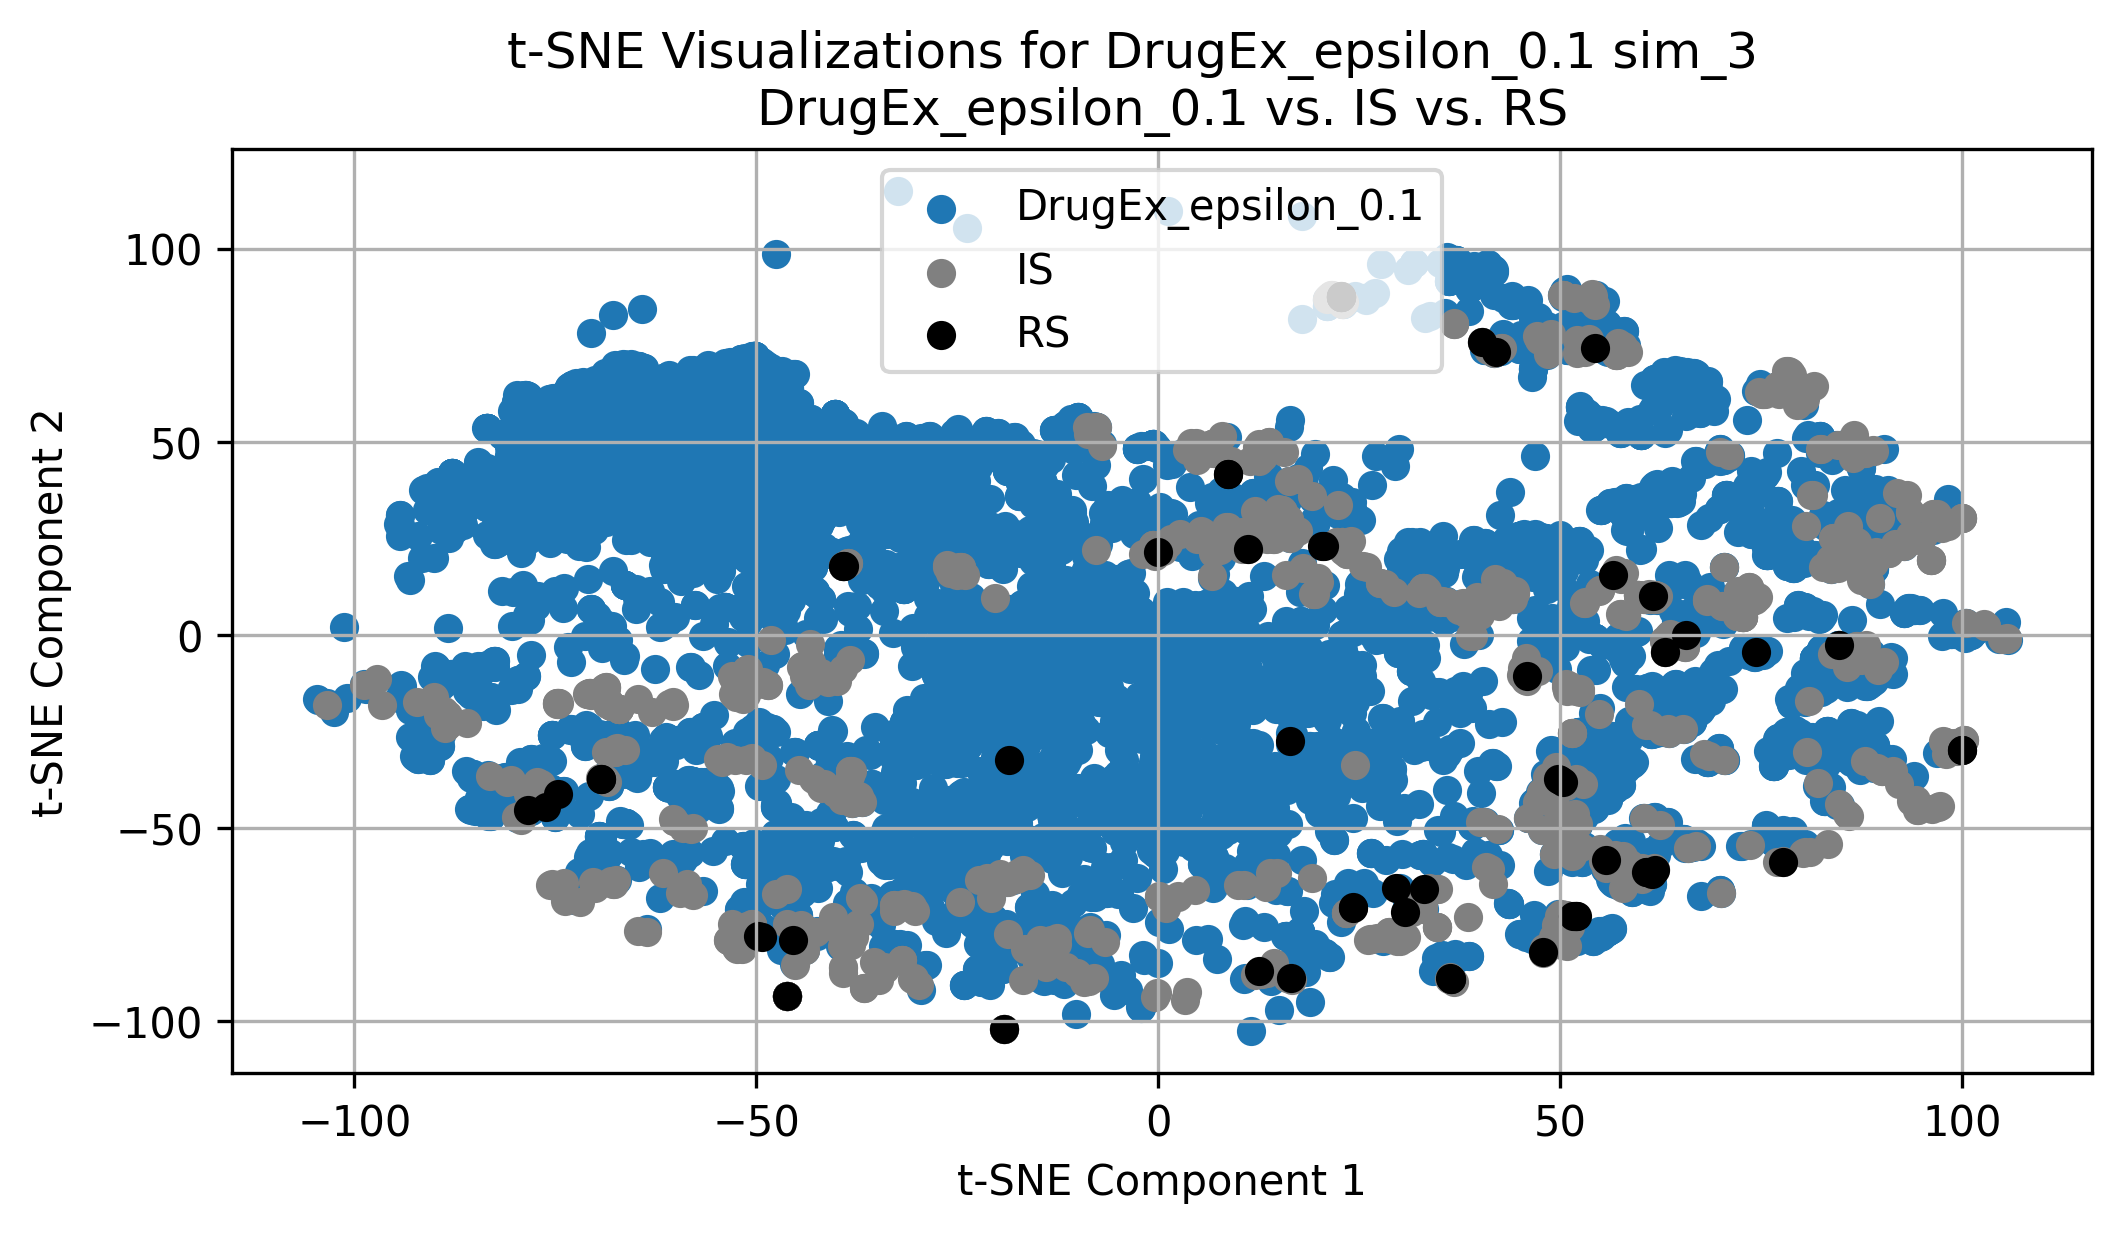 t-SNE Visualizations for DrugEx_epsilon_0.1 sim_3
DrugEx_epsilon_0.1 vs. IS vs. RS
DrugEx_epsilon_0.1
IS
RS
t-SNE Component 2
100
50
0
−50
−100
−100
−50
0
50
100
t-SNE Component 1